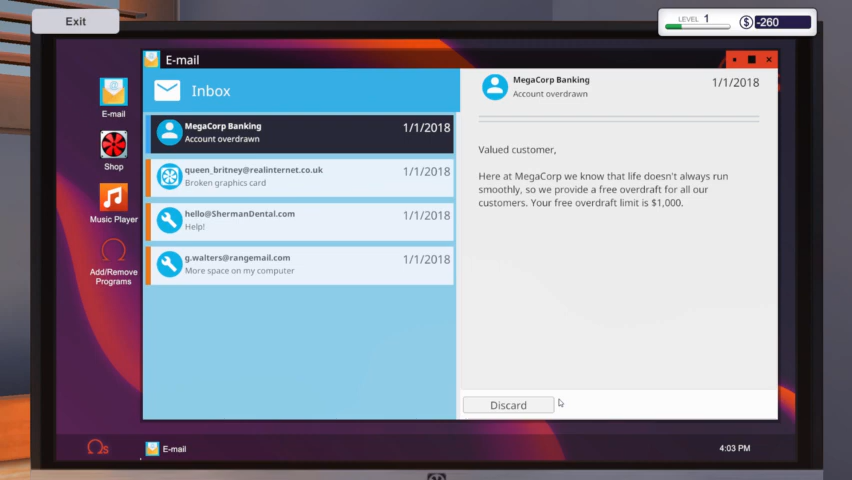 Exit
LEVEL 1
$ -260
E-mail
E-mail
Shop
Music Player
Add/Remove
Programs
Inbox
MegaCorp Banking
1/1/2018
Account overdrawn
queen_britney@realinternet.co.uk
1/1/2018
Broken graphics card
hello@ShermanDental.com
1/1/2018
Help!
g.walters@rangemail.com
1/1/2018
More space on my computer
MegaCorp Banking
1/1/2018
Account overdrawn
Valued customer,
Here at MegaCorp we know that life doesn't always run
smoothly, so we provide a free overdraft for all our
customers. Your free overdraft limit is $1,000.
Discard
Ωs
E-mail
4:03 PM